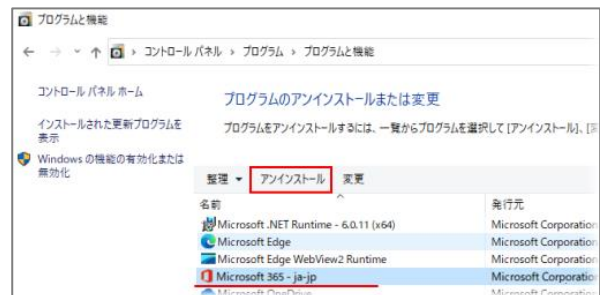 プログラムと機能
コントロール パネル › プログラム › プログラムと機能
コントロール パネル ホーム
プログラムのアンインストールまたは変更
インストールされた更新プログラムを
表示
プログラムをアンインストールするには、一覧からプログラムを選択して [アンインストール]、[
Windows の機能の有効化または
無効化
整理 ▼ アンインストール 変更
名前 発行元
Microsoft .NET Runtime - 6.0.11 (x64) Microsoft Corporation
Microsoft Edge Microsoft Corporation
Microsoft Edge WebView2 Runtime Microsoft Corporation
Microsoft 365 - ja-jp Microsoft Corporation
Microsoft OneDrive Microsoft Corporation